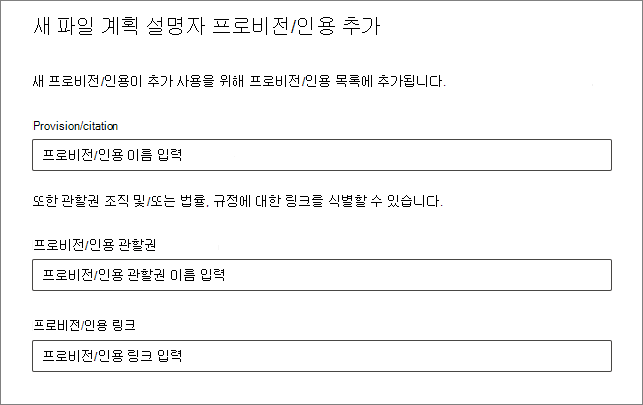 새 파일 계획 설명자 프로비전/인용 추가
새 프로비전/인용이 추가 사용을 위해 프로비전/인용 목록에 추가됩니다.
Provision/citation
프로비전/인용 이름 입력
또한 관할권 조직 및/또는 법률, 규정에 대한 링크를 식별할 수 있습니다.
프로비전/인용 관할권
프로비전/인용 관할권 이름 입력
프로비전/인용 링크
프로비전/인용 링크 입력